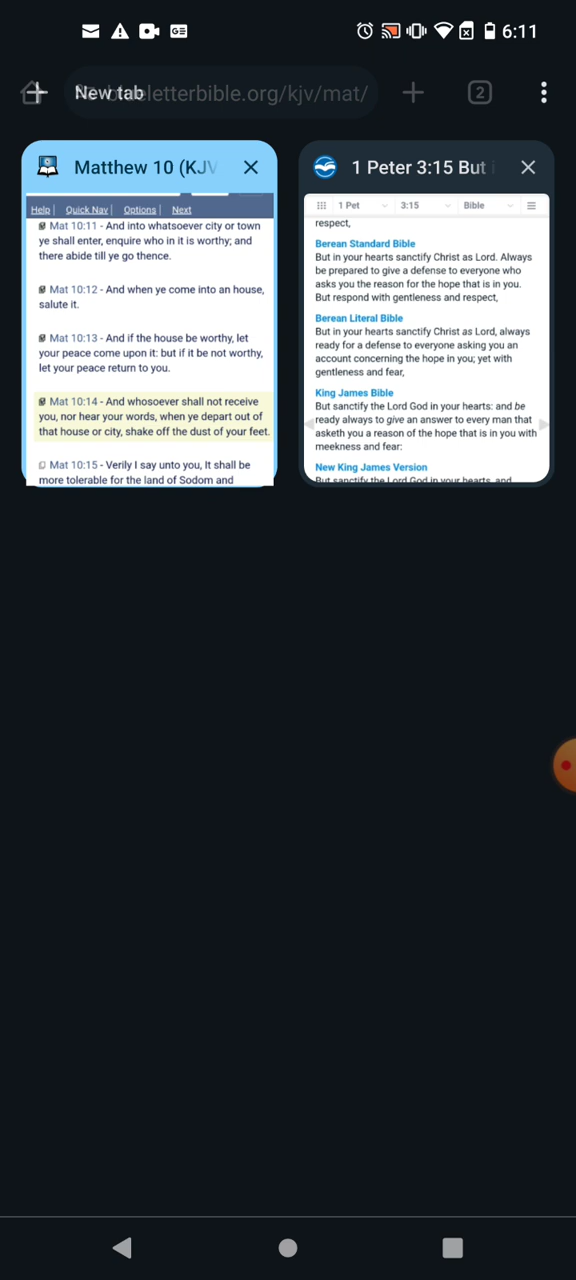 GE
6:11
New tab
letterbible.org/kjv/mat/
2
Matthew 10 (KJV
Help | Quick Nav | Options | Next
Mat 10:11 - And into whatsoever city or town
ye shall enter, enquire who in it is worthy; and
there abide till ye go thence.
Mat 10:12 - And when ye come into an house,
salute it.
Mat 10:13 - And if the house be worthy, let
your peace come upon it: but if it be not worthy,
let your peace return to you.
Mat 10:14 - And whosoever shall not receive
you, nor hear your words, when ye depart out of
that house or city, shake off the dust of your feet.
Mat 10:15 - Verily I say unto you, It shall be
more tolerable for the land of Sodom and
1 Peter 3:15 But i
1 Pet 3:15 Bible
respect,
Berean Standard Bible
But in your hearts sanctify Christ as Lord. Always
be prepared to give a defense to everyone who
asks you the reason for the hope that is in you.
But respond with gentleness and respect,
Berean Literal Bible
But in your hearts sanctify Christ as Lord, always
ready for a defense to everyone asking you an
account concerning the hope in you; yet with
gentleness and fear,
King James Bible
But sanctify the Lord God in your hearts: and be
ready always to give an answer to every man that
asketh you a reason of the hope that is in you with
meekness and fear:
New King James Version
But sanctify the Lord God in your hearts, and